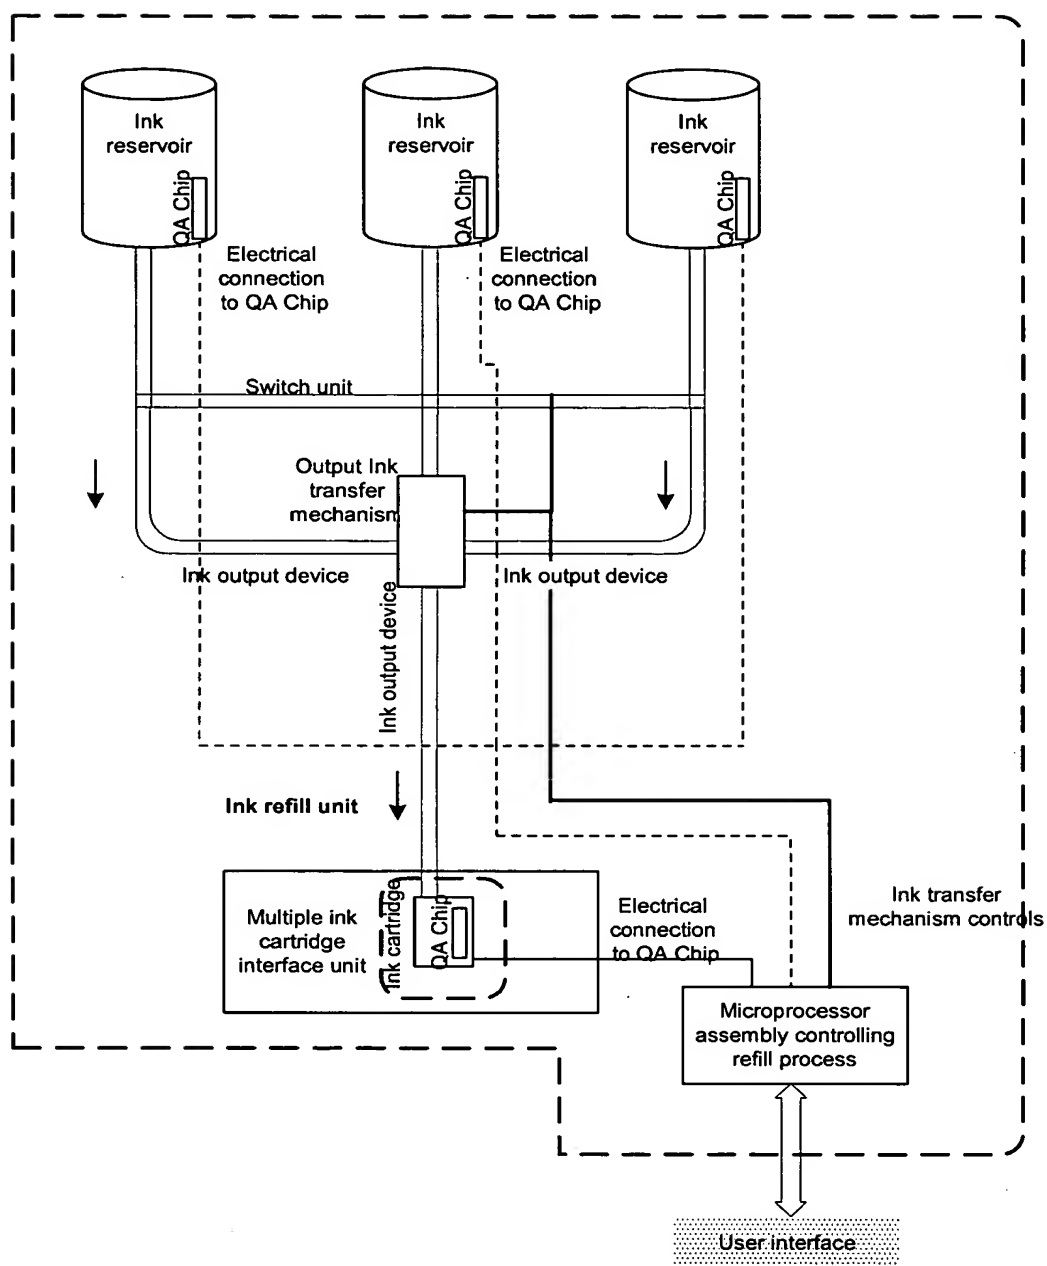 Ink
reservoir
QA Chip
Ink
reservoir
QA Chip
Ink
reservoir
QA Chip
Electrical
connection
to QA Chip
Electrical
connection
to QA Chip
Switch unit
Output Ink
transfer
mechanism
Ink output device
Ink output device
Ink output device
Ink refill unit
Multiple ink
cartridge
interface unit
Ink cartridge
QA Chip
Electrical
connection
to QA Chip
Ink transfer
mechanism controls
Microprocessor
assembly controlling
refill process
User interface